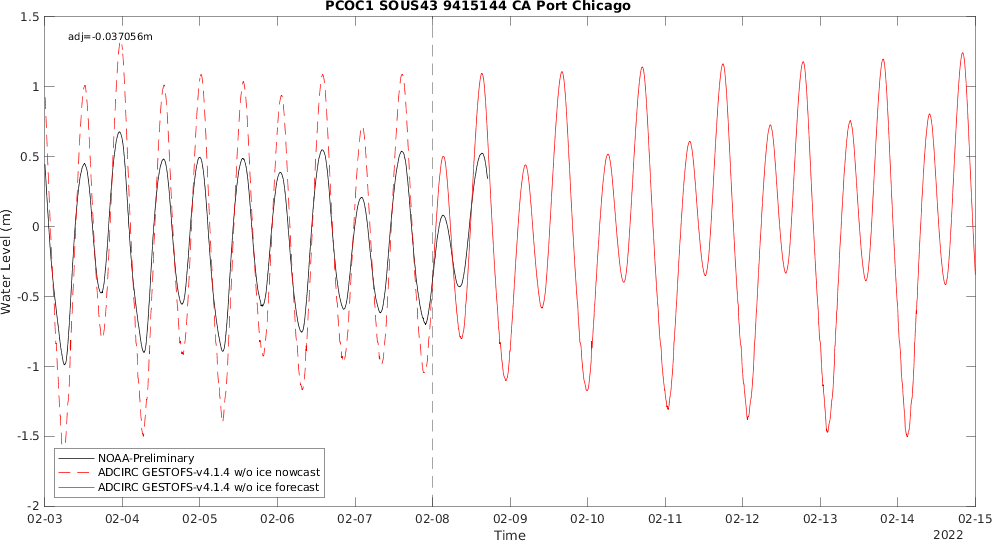 PCOC1 SOUS43 9415144 CA Port Chicago
adj=-0.037056m
1.5
1
0.5
0
-0.5
-1
-1.5
-2
Water Level (m)
NOAA-Preliminary
ADCIRC GESTOFS-v4.1.4 w/o ice nowcast
ADCIRC GESTOFS-v4.1.4 w/o ice forecast
02-03 02-04 02-05 02-06 02-07 02-08 02-09 02-10 02-11 02-12 02-13 02-14 02-15
Time
2022